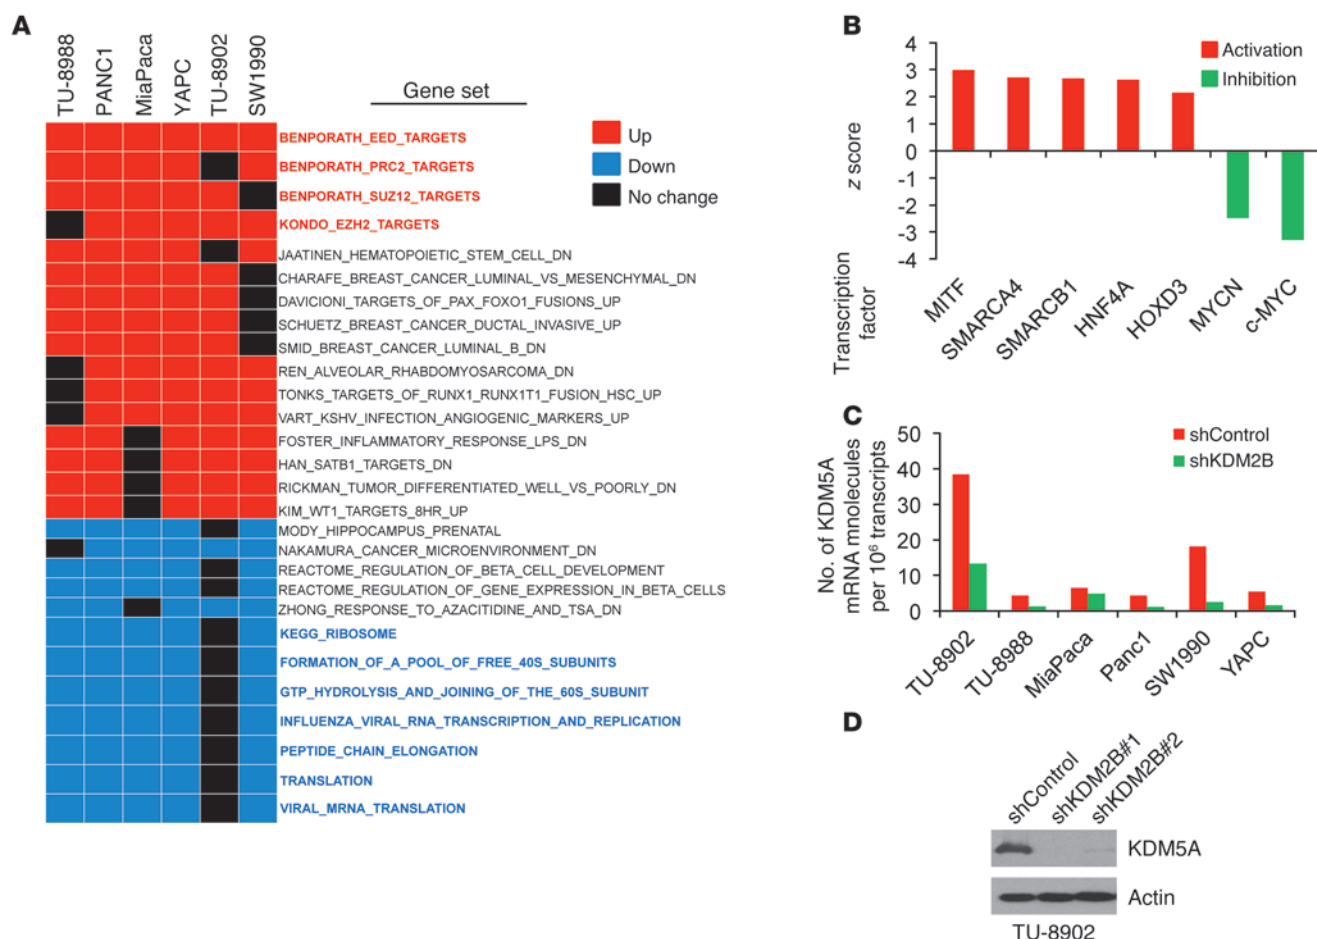 A
TU-8988
PANC1
MiaPaca
YAPC
TU-8902
SW1990
Gene set
Up
Down
No change
BENPORATH_EED_TARGETS
BENPORATH_PRC2_TARGETS
BENPORATH_SUZ12_TARGETS
KONDO_EZH2_TARGETS
JAATINEN_HEMATOPOIETIC_STEM_CELL_DN
CHARAFE_BREAST_CANCER_LUMINAL_VS_MESENCHYMAL_DN
DAVICIONI_TARGETS_OF_PAX_FOXO1_FUSIONS_UP
SCHUETZ_BREAST_CANCER_DUCTAL_INVASIVE_UP
SMID_BREAST_CANCER_LUMINAL_B_DN
REN_ALVEOLAR_RHABDOMYOSARCOMA_DN
TONKS_TARGETS_OF_RUNX1_RUNX1T1_FUSION_HSC_UP
VART_KSHV_INFECTION_ANGIOGENIC_MARKERS_UP
FOSTER_INFLAMMATORY_RESPONSE_LPS_DN
HAN_SATB1_TARGETS_DN
RICKMAN_TUMOR_DIFFERENTIATED_WELL_VS_POORLY_DN
KIM_WT1_TARGETS_8HR_UP
MODY_HIPPOCAMPUS_PRENATAL
NAKAMURA_CANCER_MICROENVIRONMENT_DN
REACTOME_REGULATION_OF_BETA_CELL_DEVELOPMENT
REACTOME_REGULATION_OF_GENE_EXPRESSION_IN_BETA_CELLS
ZHONG_RESPONSE_TO_AZACITIDINE_AND_TSA_DN
KEGG_RIBOSOME
FORMATION_OF_A_POOL_OF_FREE_40S_SUBUNITS
GTP_HYDROLYSIS_AND_JOINING_OF_THE_60S_SUBUNIT
INFLUENZA_VIRAL_RNA_TRANSCRIPTION_AND_REPLICATION
PEPTIDE_CHAIN_ELONGATION
TRANSLATION
VIRAL_MRNA_TRANSLATION
B
4
3
2
1
0
-1
-2
-3
-4
z score
Activation
Inhibition
Transcription
factor
MITF
SMARCA4
SMARCB1
HNF4A
HOXD3
MYCN
c-MYC
C
50
40
30
20
10
0
No. of KDM5A
mRNA mnolecules
per 10⁶ transcripts
shControl
shKDM2B
TU-8902
TU-8988
MiaPaca
Panc1
SW1990
YAPC
D
shControl
shKDM2B#1
shKDM2B#2
KDM5A
Actin
TU-8902